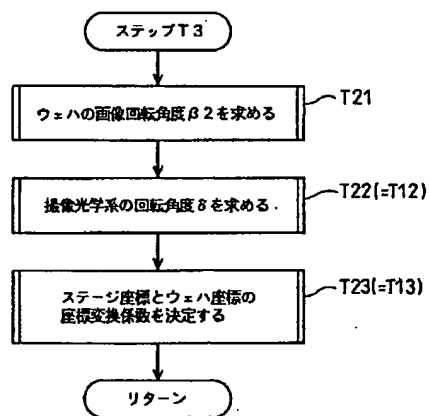 ステップT3
ウェハの画像回転角度β2を求める
T21
撮像光学系の回転角度δを求める.
T22(=T12)
ステージ座標とウェハ座標の
座標変換係数を決定する
T23(=T13)
リターン